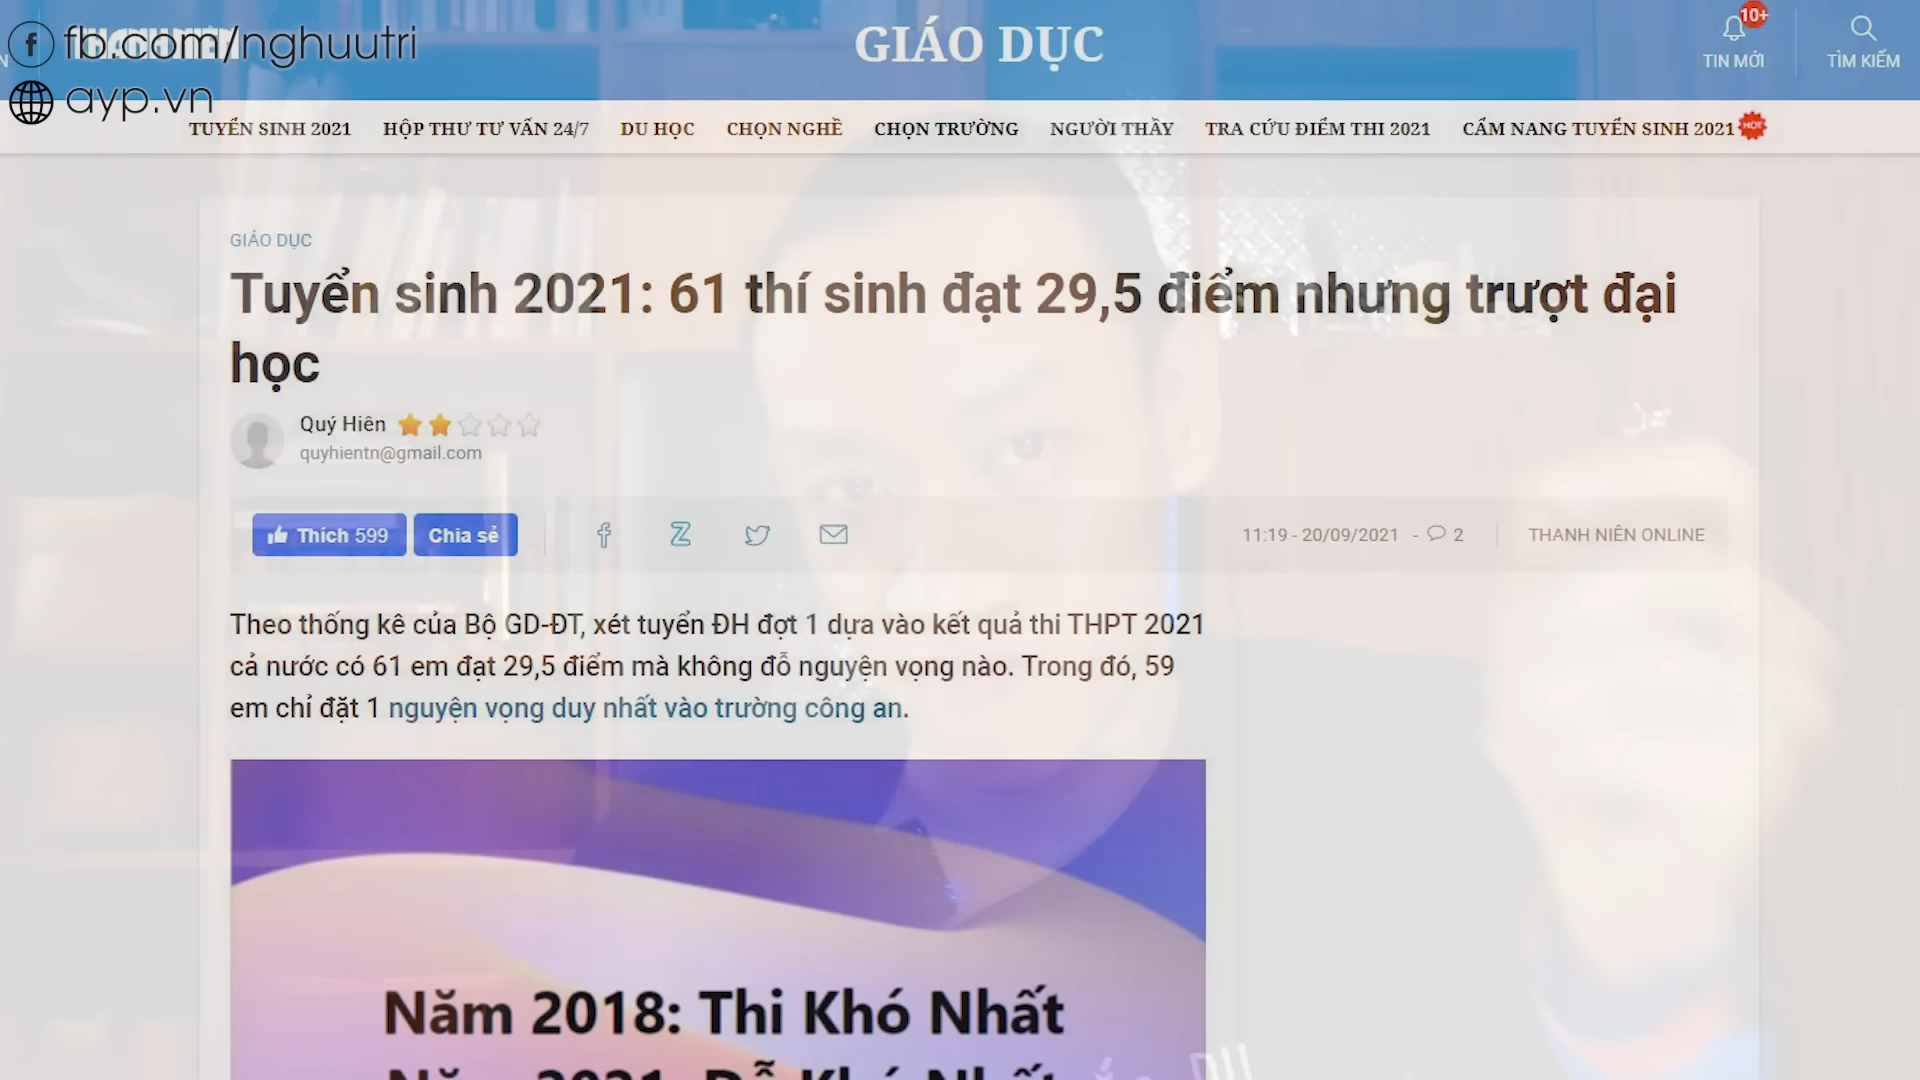 fb.com/nghuutri
ayp.vn
GIÁO DỤC
10+
TIN MỚI
TÌM KIẾM
TUYỂN SINH 2021 HỘP THƯ TƯ VẤN 24/7 DU HỌC CHỌN NGHỀ CHỌN TRƯỜNG NGƯỜI THẦY TRA CỨU ĐIỂM THI 2021 CẨM NANG TUYỂN SINH 2021 HOT
GIÁO DỤC
Tuyển sinh 2021: 61 thí sinh đạt 29,5 điểm nhưng trượt đại
học
Quý Hiên
quyhientn@gmail.com
Thích 599 Chia sẻ
11:19 - 20/09/2021 - 2 THANH NIÊN ONLINE
Theo thống kê của Bộ GD-ĐT, xét tuyển ĐH đợt 1 dựa vào kết quả thi THPT 2021
cả nước có 61 em đạt 29,5 điểm mà không đỗ nguyện vọng nào. Trong đó, 59
em chỉ đặt 1 nguyện vọng duy nhất vào trường công an.
Năm 2018: Thi Khó Nhất
Năm 2021: Đỗ Khó Nhất